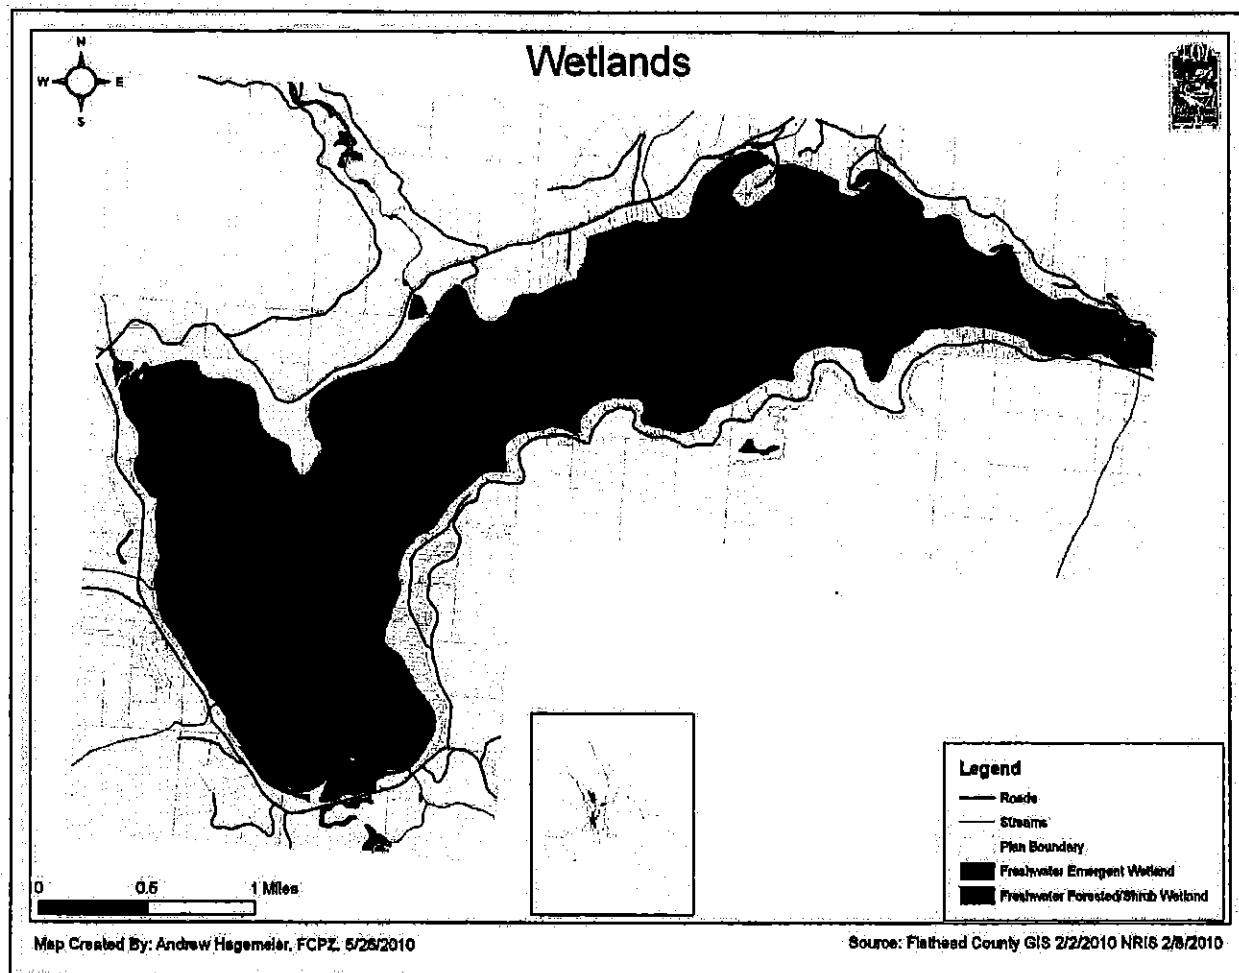 Wetlands
N
W E
S
Legend
Roads
Streams
Plan Boundary
Freshwater Emergent Wetland
Freshwater Forested/Shrub Wetland
0 0.5 1 Miles
Map Created By: Andrew Hagemeier, FCPZ, 5/26/2010
Source: Flathead County GIS 2/2/2010 NRIS 2/8/2010